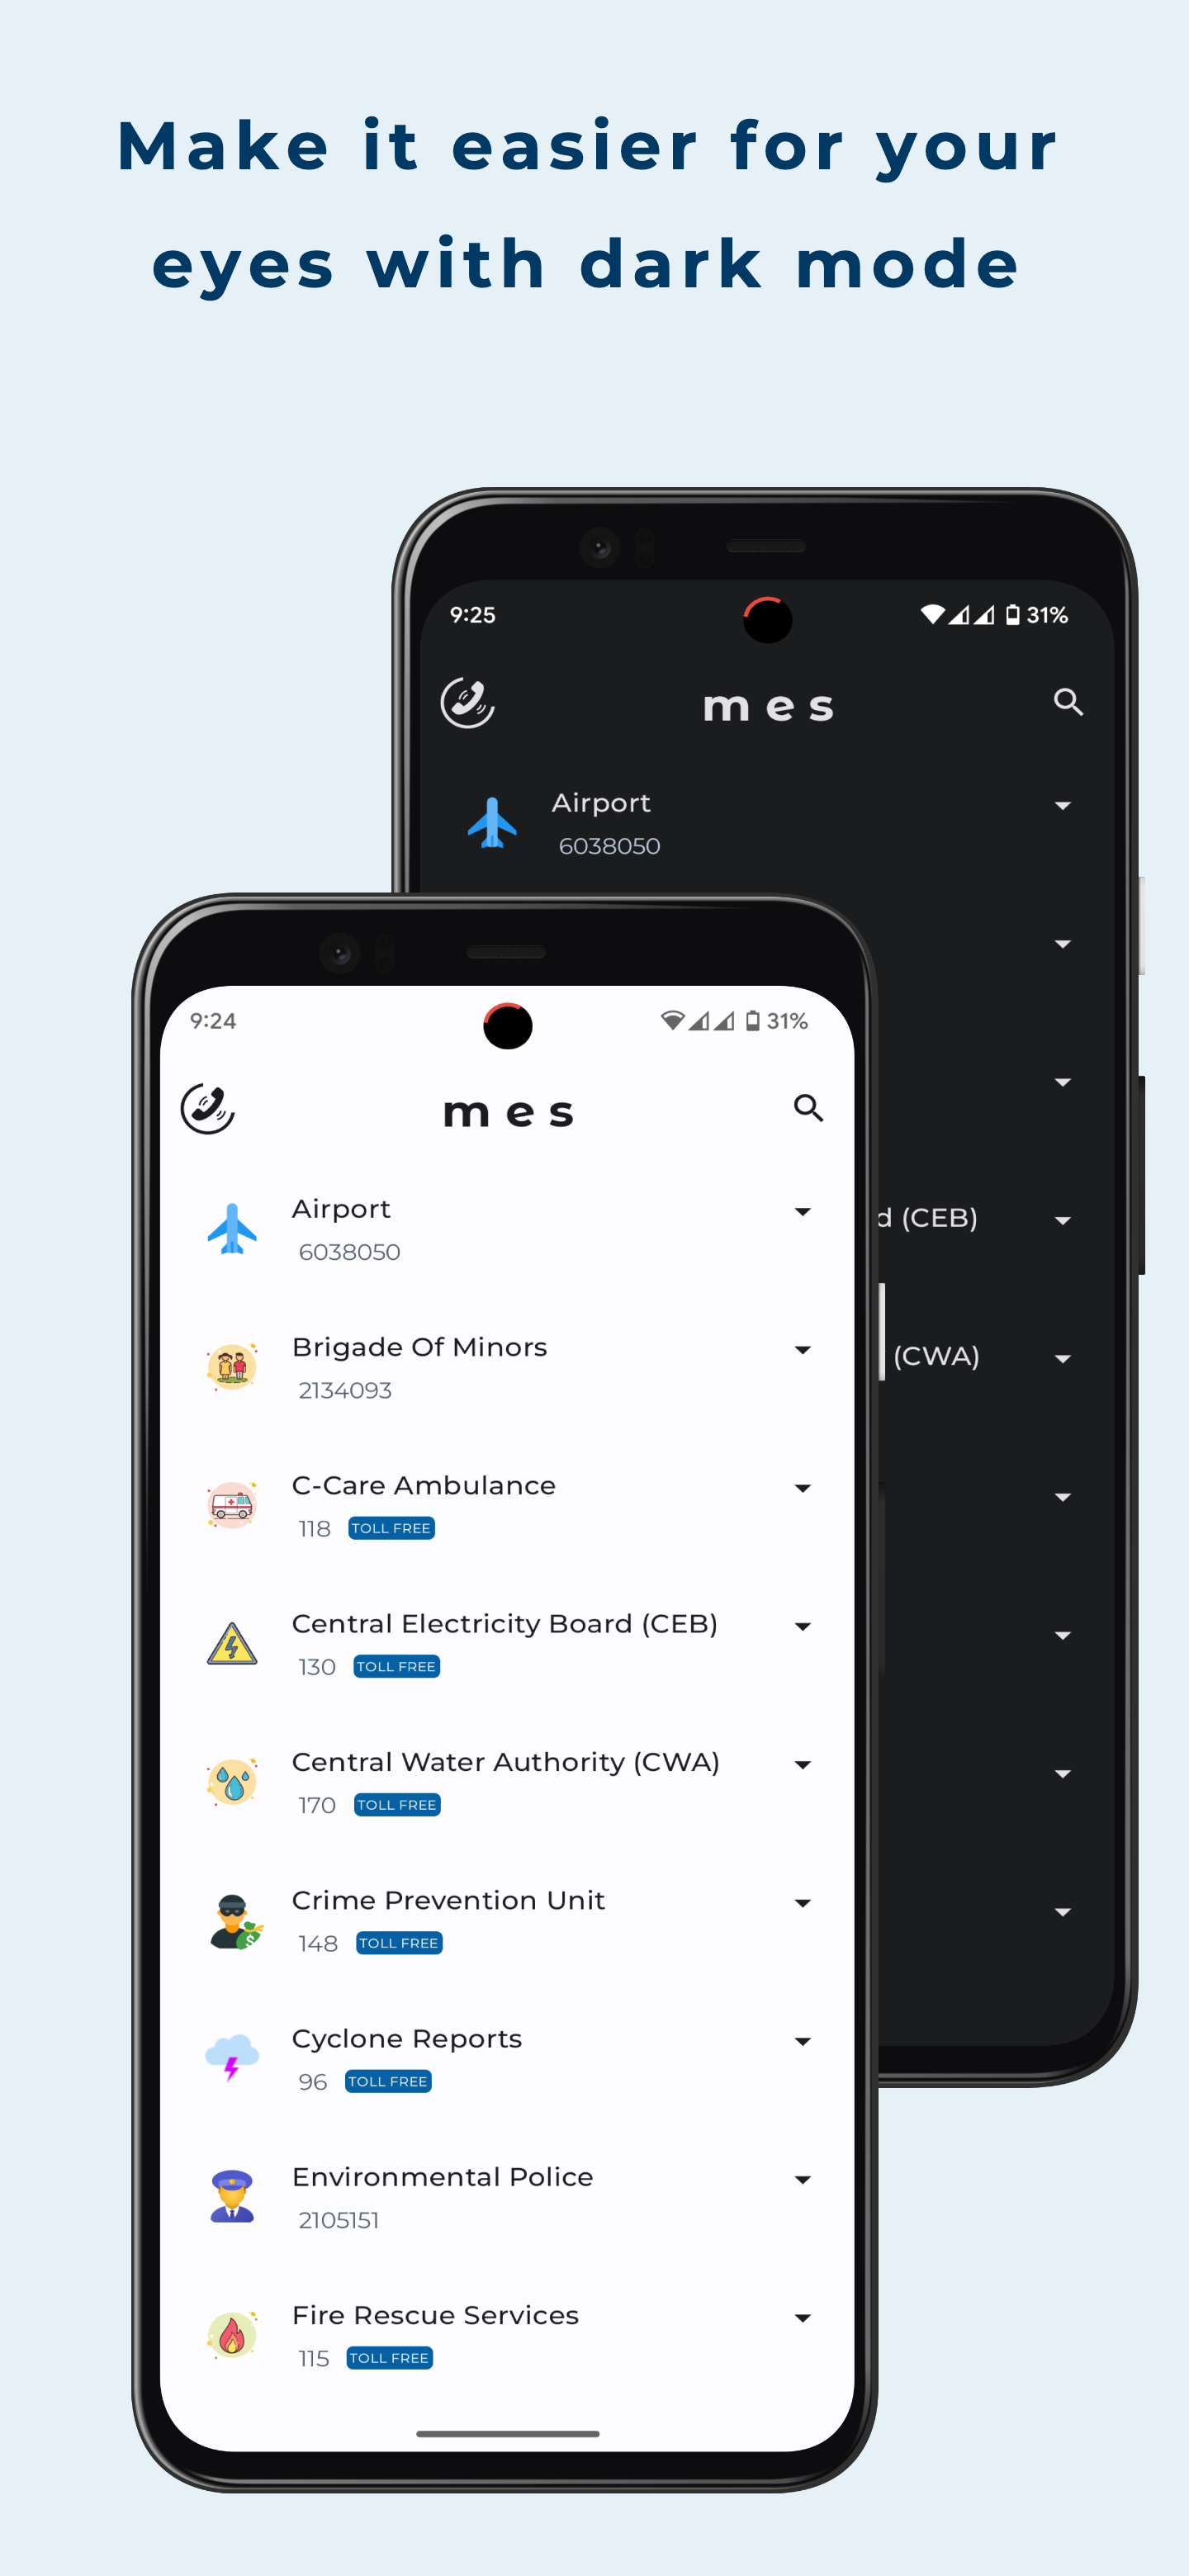 Make it easier for your
eyes with dark mode
9:25
31%
mes
Airport
6038050
d (CEB)
(CWA)
9:24
31%
mes
Airport
6038050
Brigade Of Minors
2134093
C-Care Ambulance
118 TOLL FREE
Central Electricity Board (CEB)
130 TOLL FREE
Central Water Authority (CWA)
170 TOLL FREE
Crime Prevention Unit
148 TOLL FREE
Cyclone Reports
96 TOLL FREE
Environmental Police
2105151
Fire Rescue Services
115 TOLL FREE